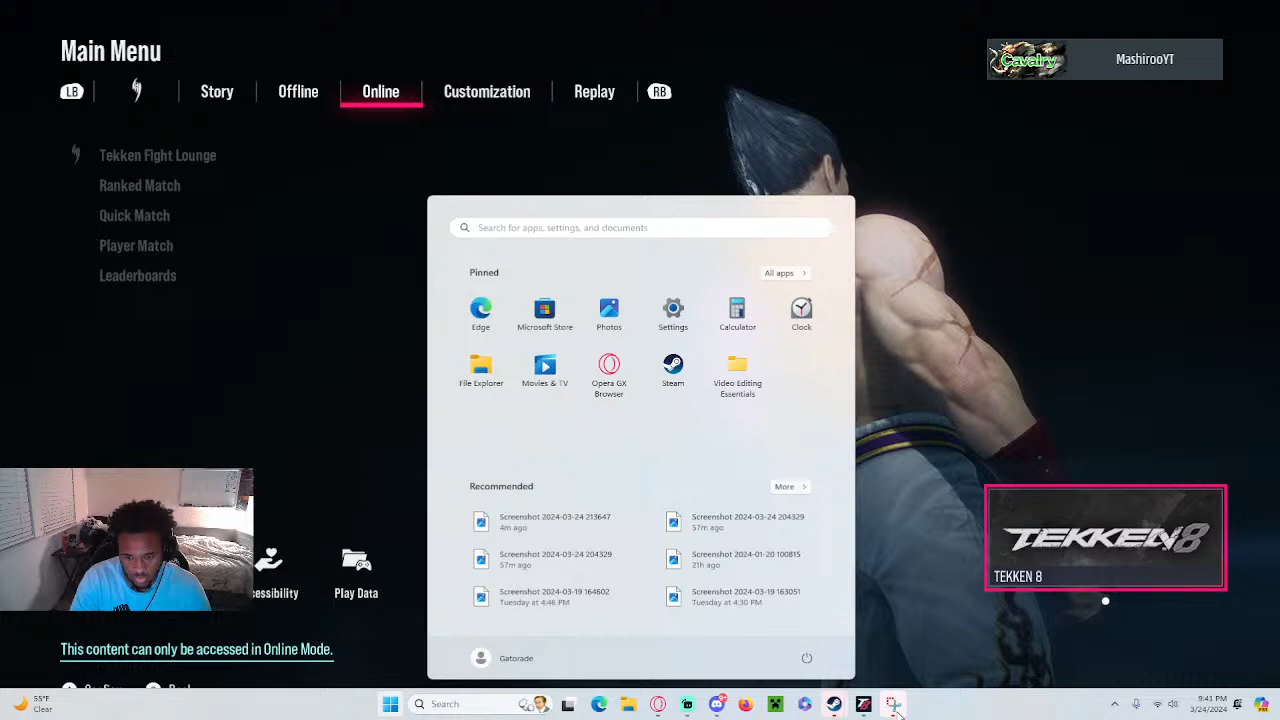 Main Menu
Cavalry
MashirooYT
LB
Story
Offline
Online
Customization
Replay
RB
Tekken Fight Lounge
Ranked Match
Quick Match
Player Match
Leaderboards
Search for apps, settings, and documents
Pinned
All apps
Edge
Microsoft Store
Photos
Settings
Calculator
Clock
File Explorer
Movies & TV
Opera GX
Browser
Steam
Video Editing
Essentials
Recommended
More
Screenshot 2024-03-24 213647
4m ago
Screenshot 2024-03-24 204329
57m ago
Screenshot 2024-03-24 204329
57m ago
Screenshot 2024-01-20 100815
21h ago
Screenshot 2024-03-19 164602
Tuesday at 4:46 PM
Screenshot 2024-03-19 163051
Tuesday at 4:30 PM
Gatorade
TEKKEN 8
TEKKEN 8
essibility
Play Data
This content can only be accessed in Online Mode.
55°F
Clear
Search
9:41 PM
3/24/2024